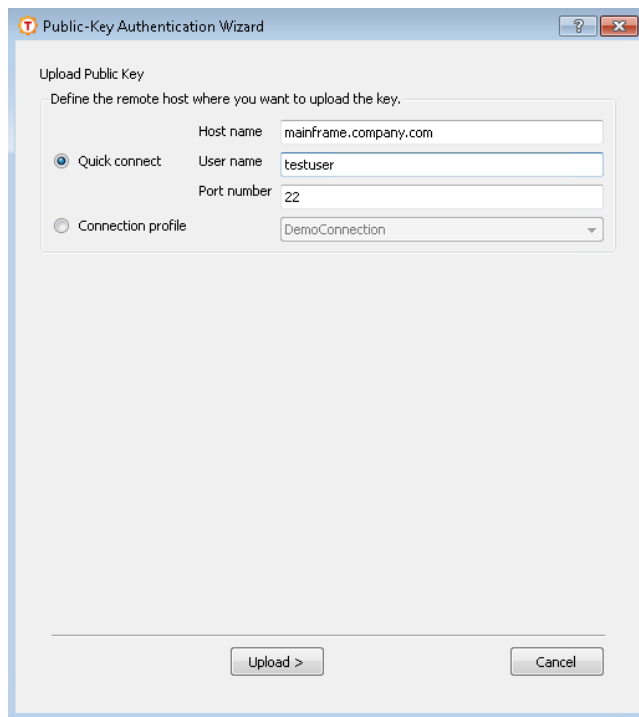 Public-Key Authentication Wizard
Upload Public Key
Define the remote host where you want to upload the key.
Host name mainframe.company.com
Quick connect User name testuser
Port number 22
Connection profile DemoConnection
Upload > Cancel